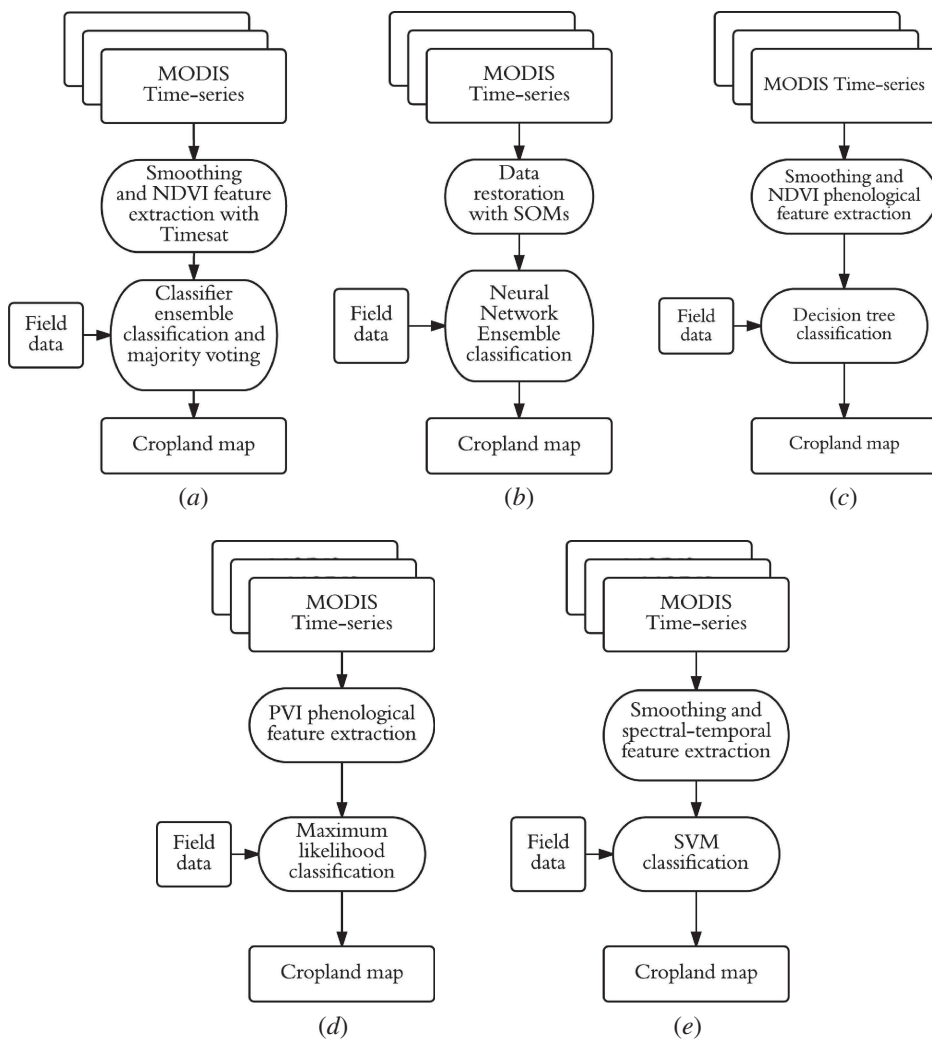 MODIS
Time-series
Smoothing
and NDVI feature
extraction with
Timesat
Classifier
ensemble
classification and
majority voting
Field
data
Cropland map
(a)
MODIS
Time-series
Data
restoration
with SOMs
Neural
Network
Ensemble
classification
Field
data
Cropland map
(b)
MODIS Time-series
Smoothing and
NDVI phenological
feature extraction
Decision tree
classification
Field
data
Cropland map
(c)
MODIS
Time-series
PVI phenological
feature extraction
Maximum
likelihood
classification
Field
data
Cropland map
(d)
MODIS
Time-series
Smoothing and
spectral-temporal
feature extraction
SVM
classification
Field
data
Cropland map
(e)